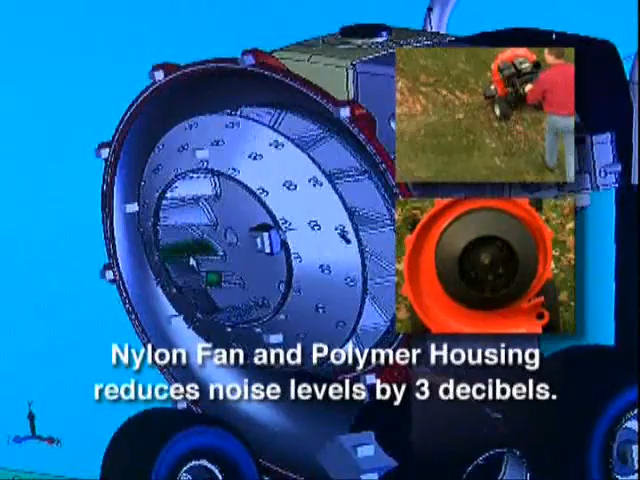 Nylon Fan and Polymer Housing
reduces noise levels by 3 decibels.